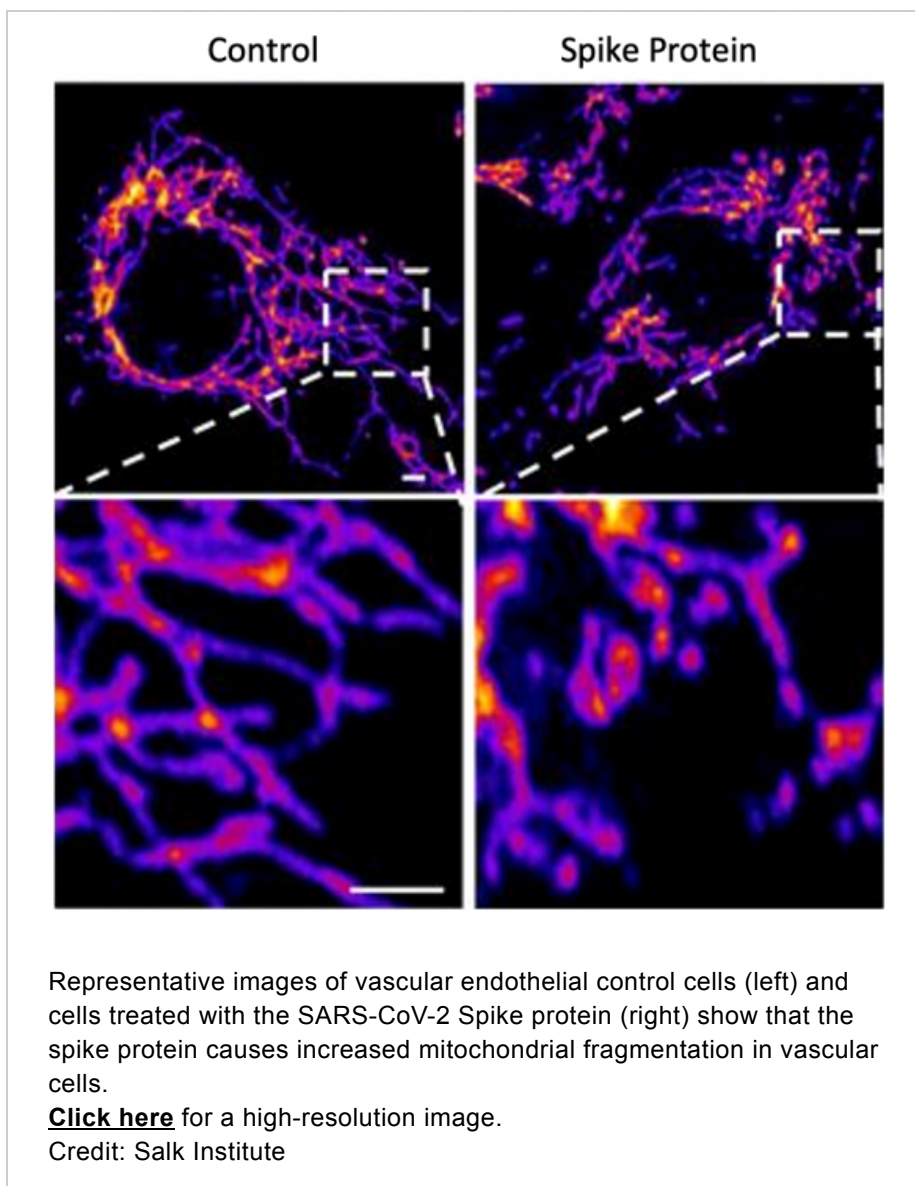 Control
Spike Protein
Representative images of vascular endothelial control cells (left) and
cells treated with the SARS-CoV-2 Spike protein (right) show that the
spike protein causes increased mitochondrial fragmentation in vascular
cells.
Click here for a high-resolution image.
Credit: Salk Institute